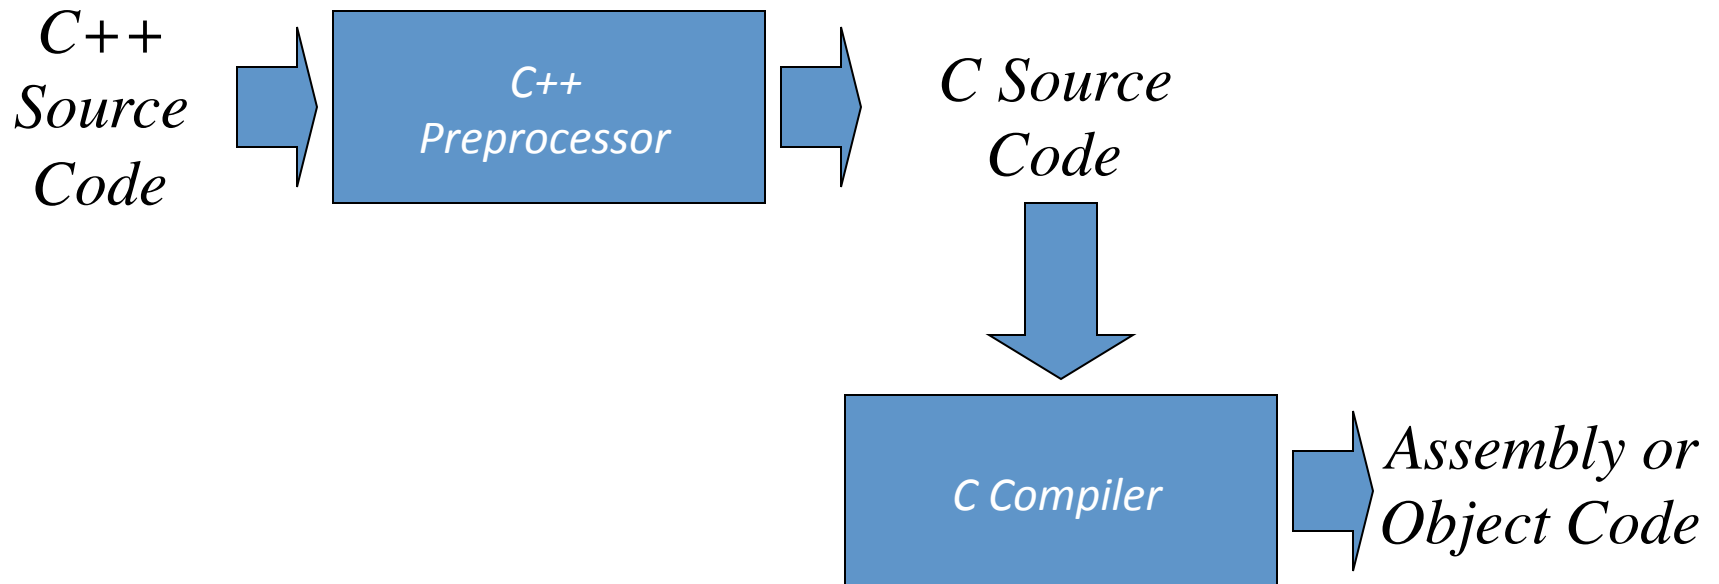 C++
Source
Code
C++
Preprocessor
C Source
Code
C Compiler
Assembly or
Object Code